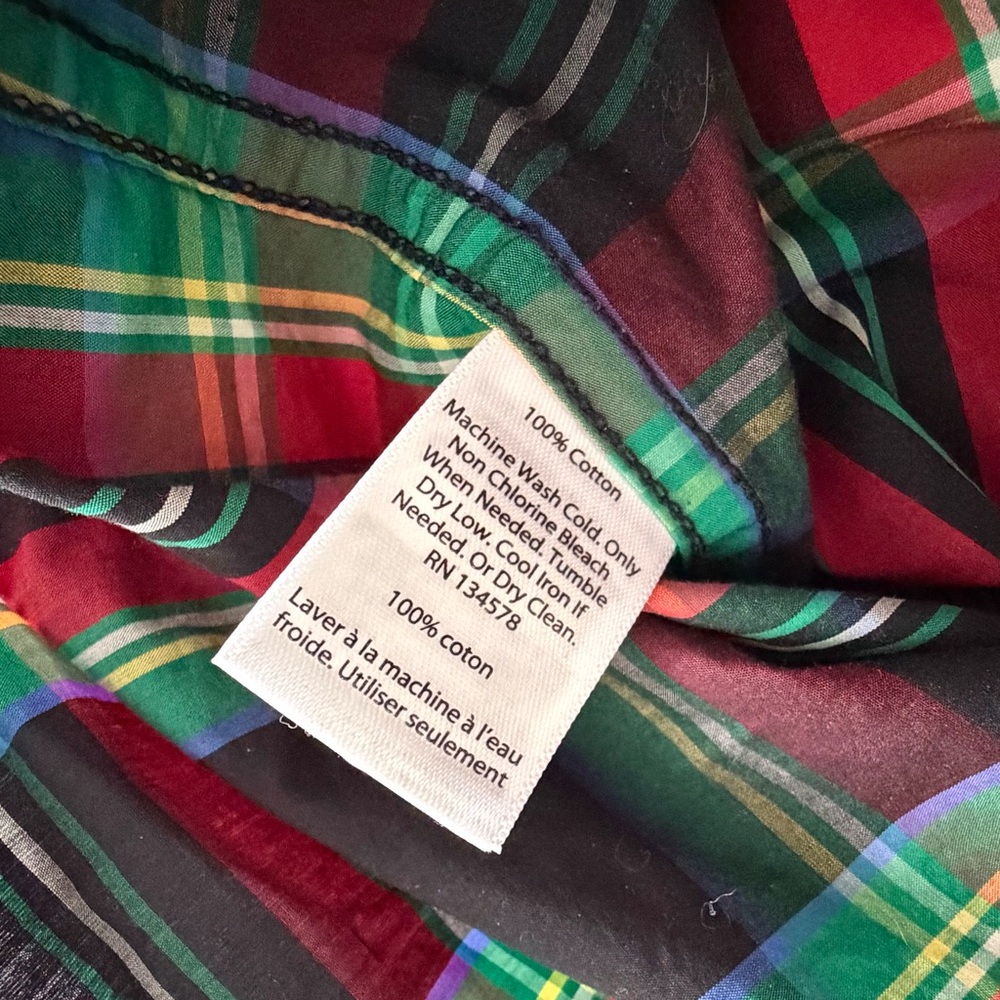 100% Cotton
Machine Wash Cold. Only
Non Chlorine Bleach
When Needed. Tumble
Dry Low. Cool Iron If
Needed. Or Dry Clean.
RN 134578
100% coton
Laver à la machine à l'eau
froide. Utiliser seulement